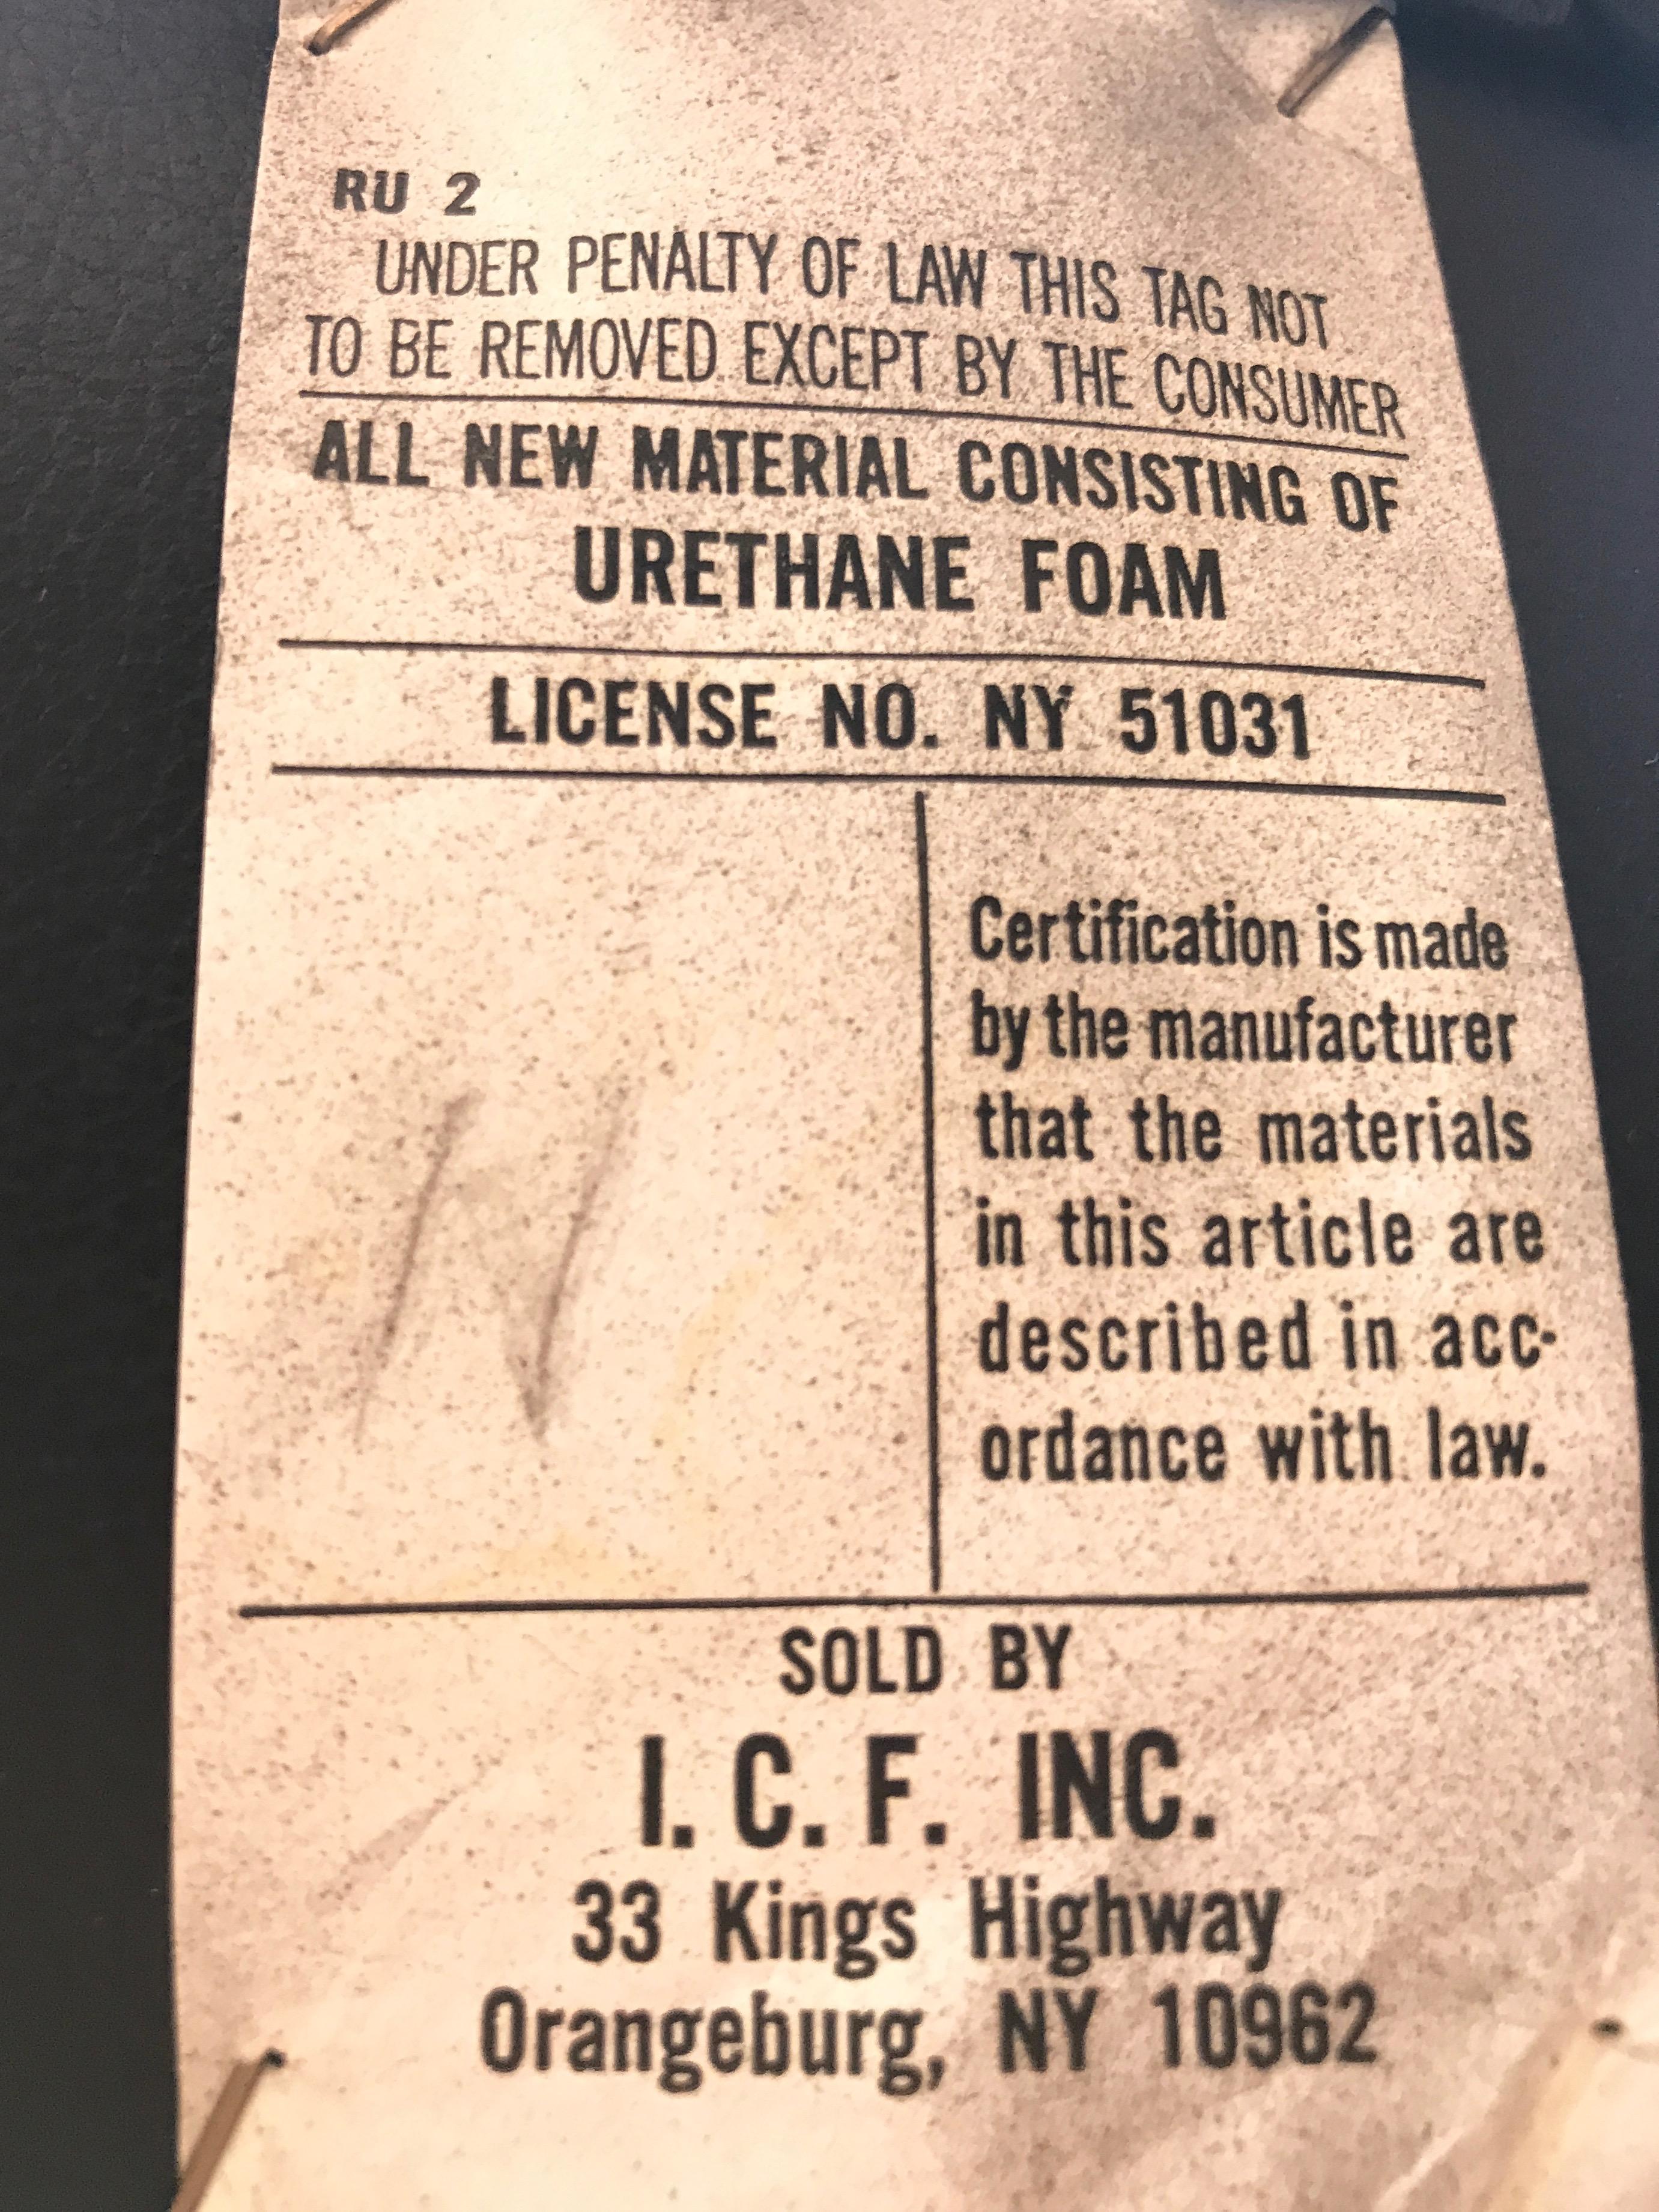 RU 2
UNDER PENALTY OF LAW THIS TAG NOT
TO BE REMOVED EXCEPT BY THE CONSUMER
ALL NEW MATERIAL CONSISTING OF
URETHANE FOAM
LICENSE NO. NY 51031
Certification is made
by the manufacturer
that the materials
in this article are
described in acc-
ordance with law.
SOLD BY
I. C. F. INC.
33 Kings Highway
Orangeburg, NY 10962